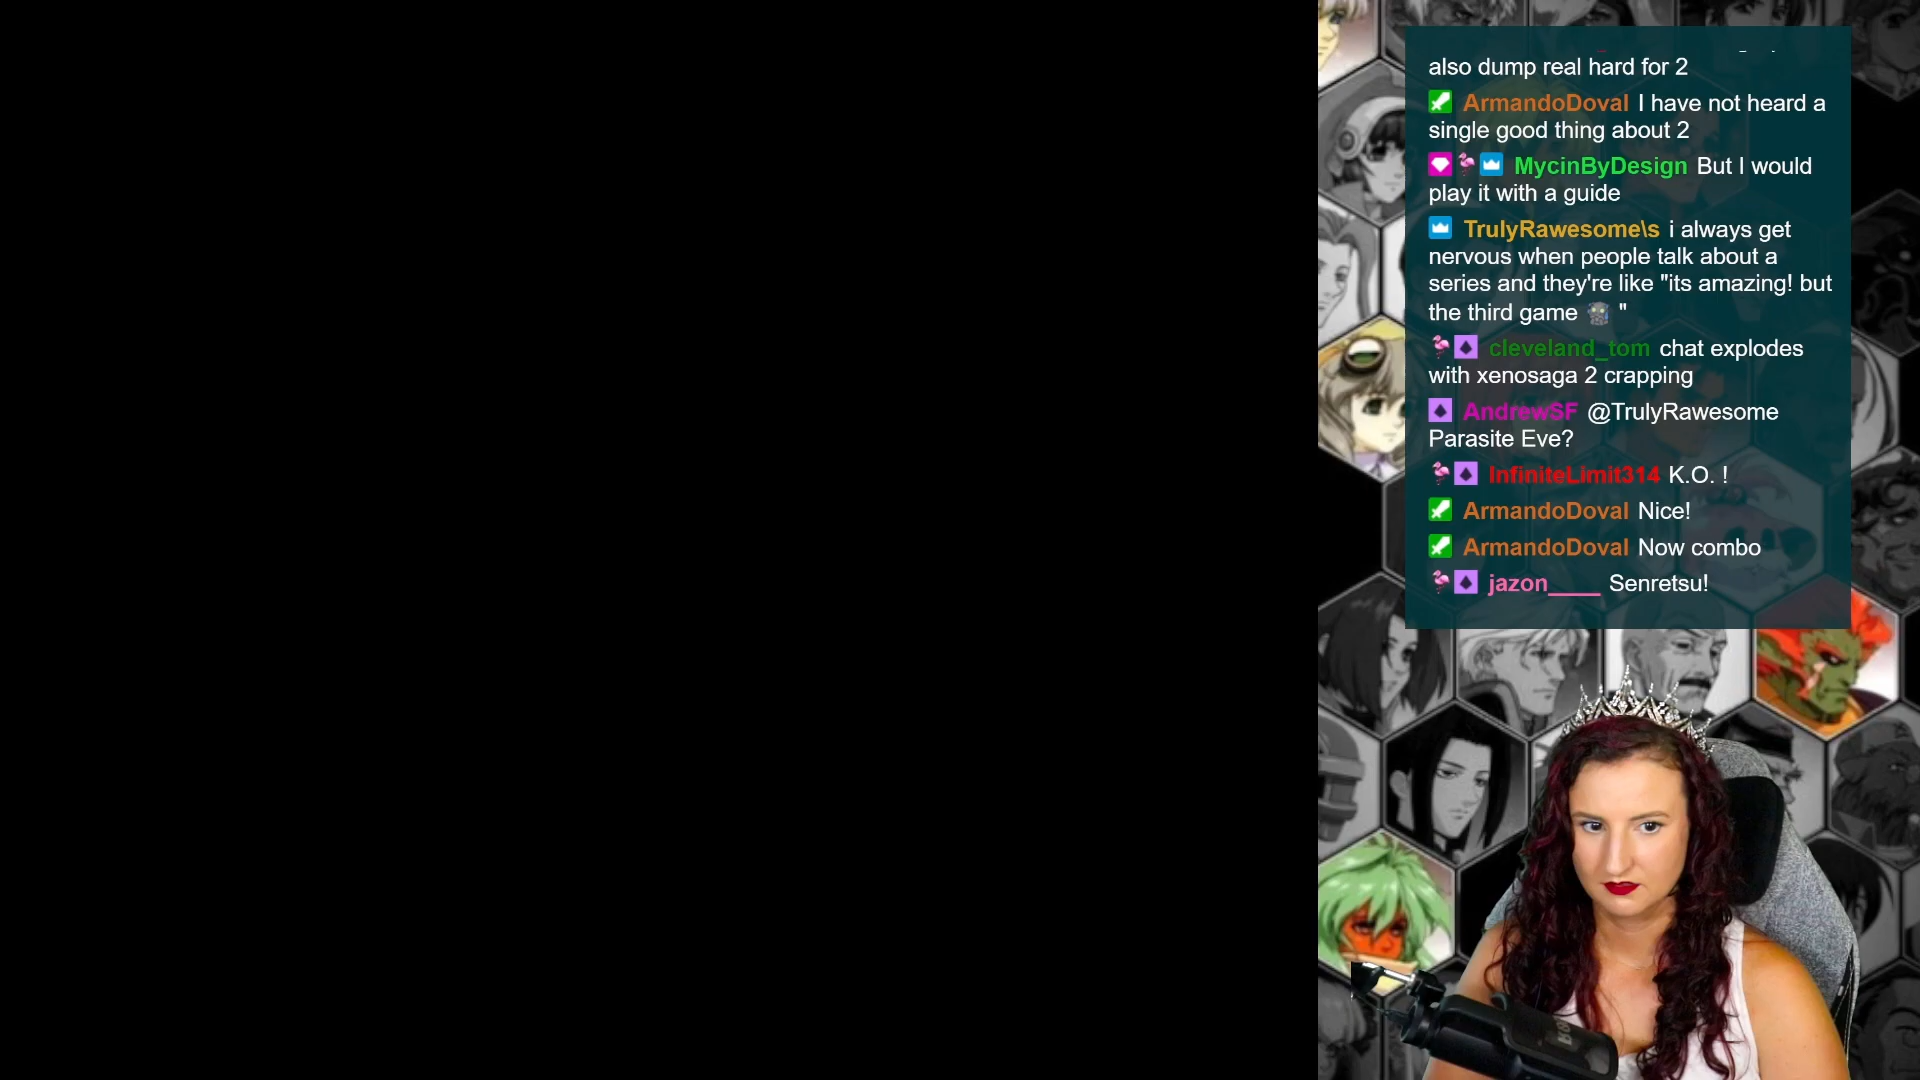 also dump real hard for 2
ArmandoDoval I have not heard a
single good thing about 2
MycinByDesign But I would
play it with a guide
TrulyRawesome\s i always get
nervous when people talk about a
series and they're like "its amazing! but
the third game "
cleveland_tom chat explodes
with xenosaga 2 crapping
AndrewSF @TrulyRawesome
Parasite Eve?
InfiniteLimit314 K.O. !
ArmandoDoval Nice!
ArmandoDoval Now combo
jazon____ Senretsu!